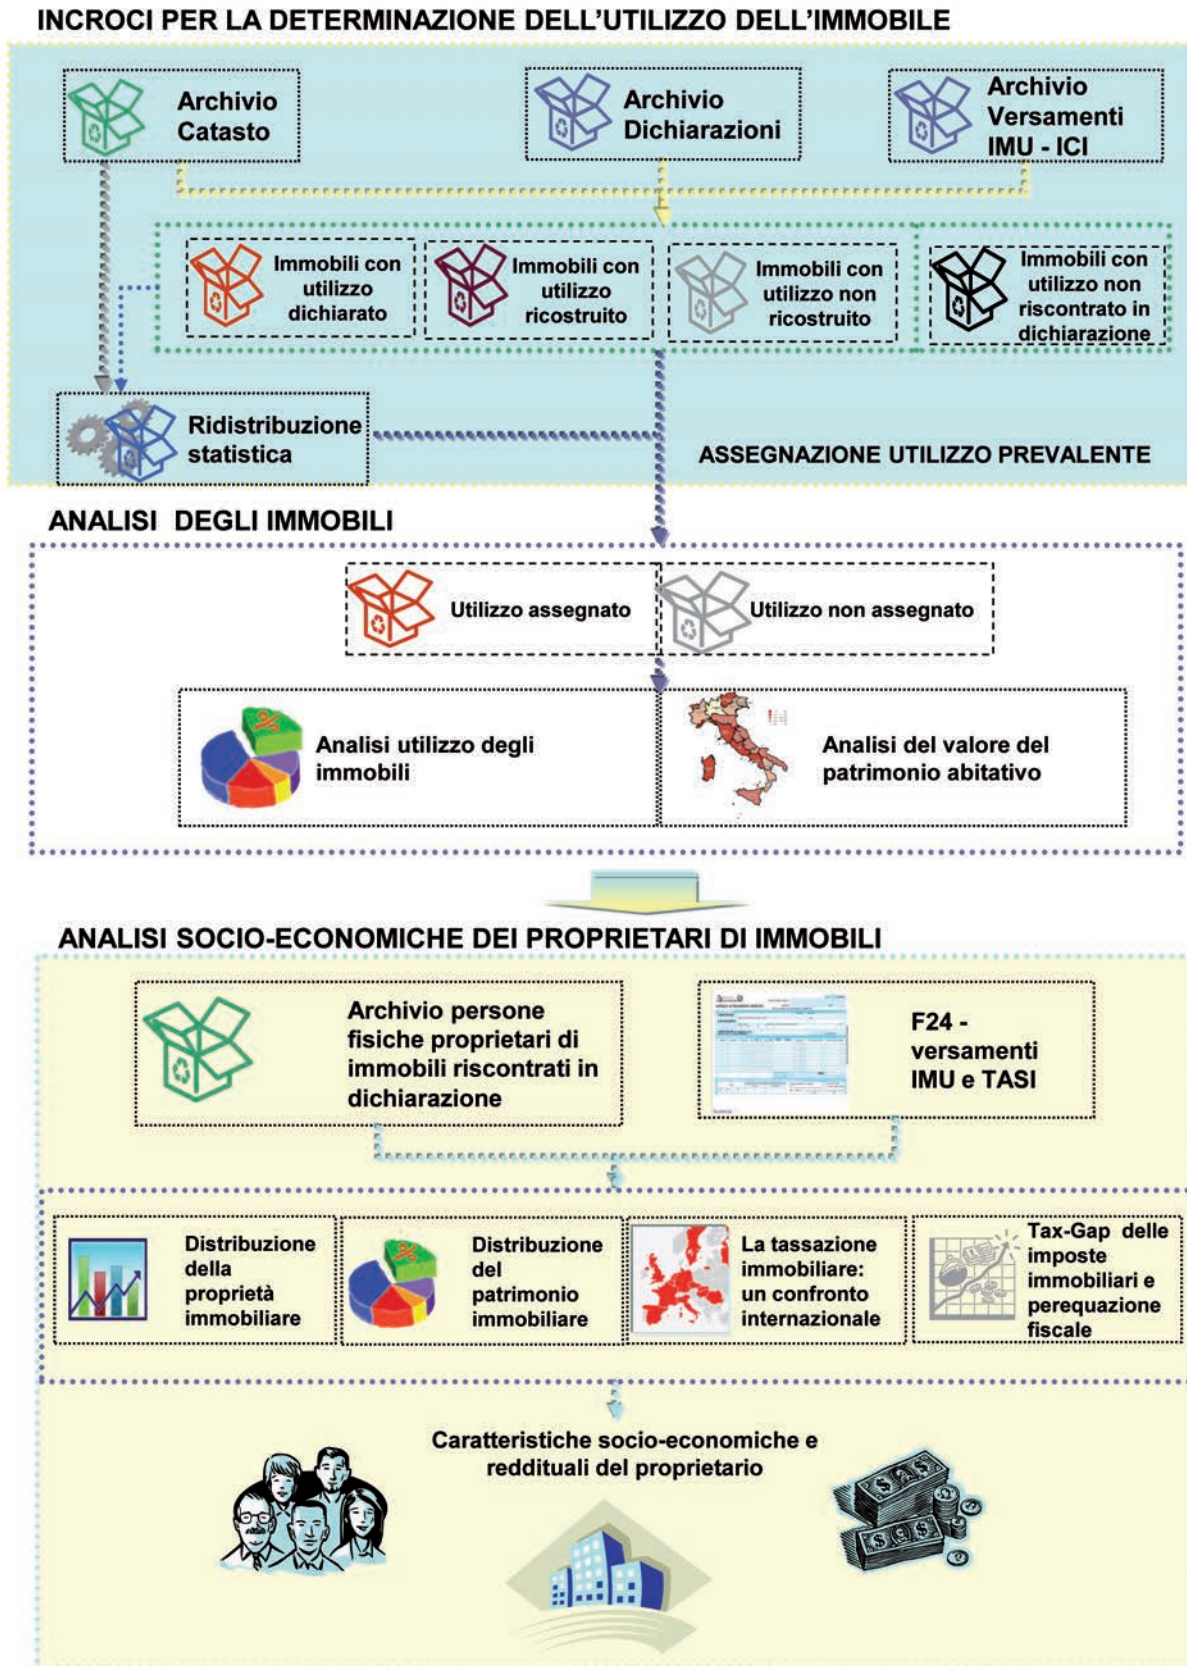 INCROCI PER LA DETERMINAZIONE DELL'UTILIZZO DELL'IMMOBILE
Archivio
Catasto
Archivio
Dichiarazioni
Archivio
Versamenti
IMU - ICI
Immobili con
utilizzo
dichiarato
Immobili con
utilizzo
ricostruito
Immobili con
utilizzo non
ricostruito
Immobili con
utilizzo non
riscontrato in
dichiarazione
Ridistribuzione
statistica
ASSEGNAZIONE UTILIZZO PREVALENTE
ANALISI DEGLI IMMOBILI
Utilizzo assegnato
Utilizzo non assegnato
%
Analisi utilizzo degli
immobili
Analisi del valore del
patrimonio abitativo
ANALISI SOCIO-ECONOMICHE DEI PROPRIETARI DI IMMOBILI
Archivio persone
fisiche proprietari di
immobili riscontrati in
dichiarazione
F24 -
versamenti
IMU e TASI
Distribuzione
della
proprietà
immobiliare
%
Distribuzione
del
patrimonio
immobiliare
La tassazione
immobiliare:
un confronto
internazionale
Tax-Gap delle
imposte
immobiliari e
perequazione
fiscale
Caratteristiche socio-economiche e
reddituali del proprietario